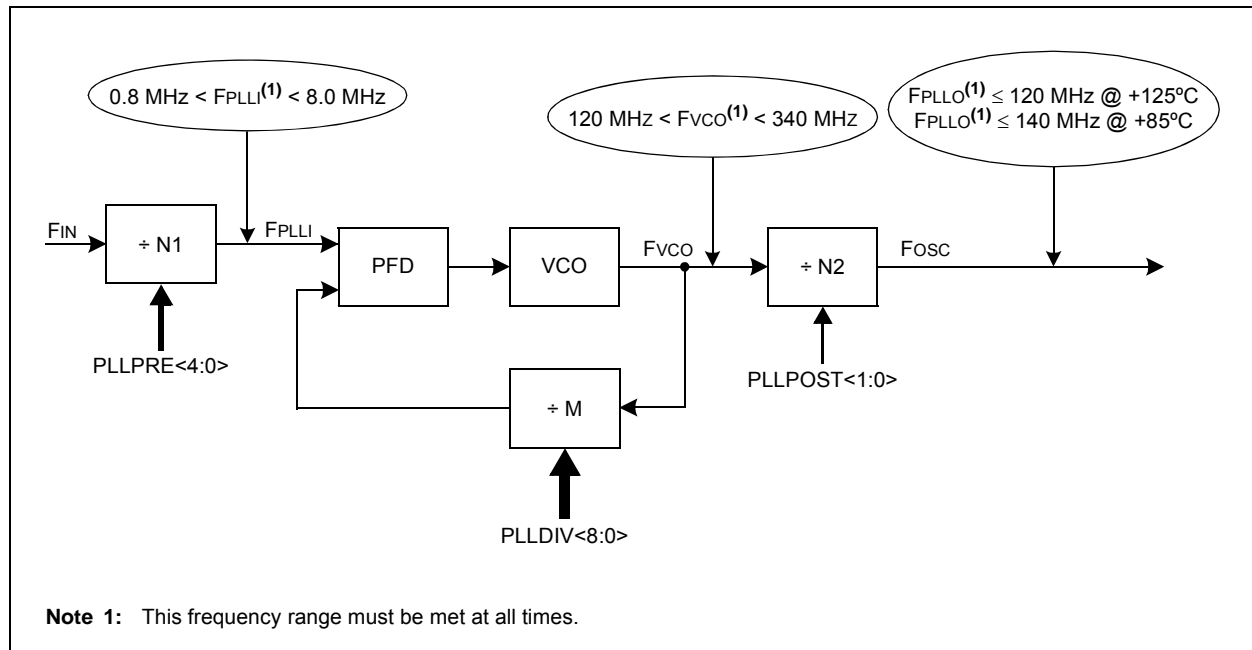 0.8 MHz < FPLLI(1) < 8.0 MHz
120 MHz < FVCO(1) < 340 MHz
FPLLO(1) ≤ 120 MHz @ +125ºC
FPLLO(1) ≤ 140 MHz @ +85ºC
FIN
÷ N1
FPLLI
PFD
VCO
FVCO
÷ N2
FOSC
PLLPRE<4:0>
÷ M
PLLPOST<1:0>
PLLDIV<8:0>
Note 1: This frequency range must be met at all times.